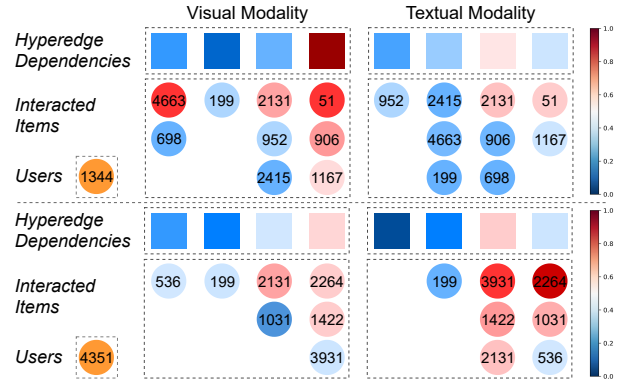 Visual Modality Textual Modality
Hyperedge Dependencies
1.0
0.8
0.6
0.4
0.2
0.0
Interacted Items
4663 199 2131 51 952 2415 2131 51
698 952 906 4663 906 1167
Users 1344 2415 1167 199 698
Hyperedge Dependencies
1.0
0.8
0.6
0.4
0.2
0.0
Interacted Items
536 199 2131 2264 199 3931 2264
1031 1422 1422 1031
Users 4351 3931 2131 536